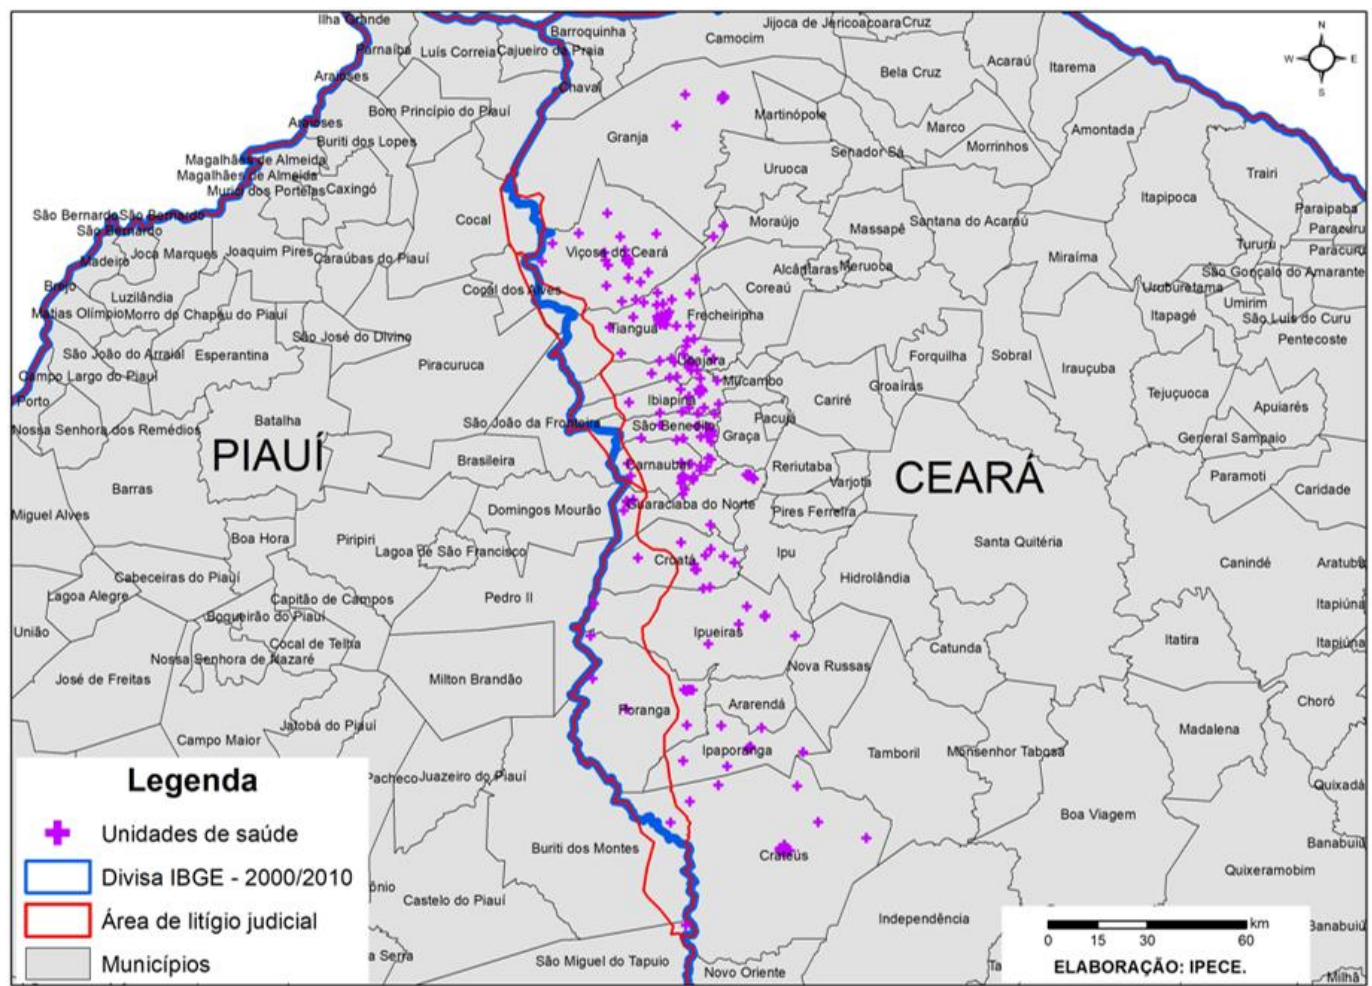 Ilha Grande
Barroquinha
Jijoca de Jericoacoara
Cruz
Camocim
Parnaíba
Luís Correia
Cajueiro da Praia
N
W
E
S
Acaraú
Itarema
Bela Cruz
Araioses
Chaval
Bom Princípio do Piauí
Martinópole
Araioses
Granja
Marco
Amontada
Buriti dos Lopes
Senador Sá
Morrinhos
Magalhães de Almeida
Magalhães de Almeida
Uruoca
Trairi
Murici dos Portelas
Caxingó
Itapipoca
São Bernardo
São Bernardo
São Bernardo
Cocal
Moraújo
Massapê
Santana do Acaraú
Paraipaba
Paracuru
Paracuru
Tururu
Madeiro
Joca Marques
Joaquim Pires
Caraúbas do Piauí
Viçosa do Ceará
Miraíma
Alcântaras
Meruoca
São Gonçalo do Amarante
Brejo
Cocal dos Alves
Coreaú
Uruburetama
Luzilândia
Umirim
Matias Olímpio
Morro do Chapéu do Piauí
Frecheirinha
Itapagé
São Luís do Curu
Tianguá
São José do Divino
Pentecoste
São João do Arraial
Esperantina
Forquilha
Sobral
Ubajara
Piracuruca
Irauçuba
Campo Largo do Piauí
Mucambo
Groaíras
Tejuçuoca
Porto
Ibiapina
Cariré
Apuiarés
Batalha
São João da Fronteira
Pacujá
Nossa Senhora dos Remédios
São Benedito
Graça
General Sampaio
PIAUÍ
Brasileira
Carnaubal
Reriutaba
CEARÁ
Paramoti
Varjota
Caridade
Barras
Guaraciaba do Norte
Domingos Mourão
Pires Ferreira
Miguel Alves
Boa Hora
Piripiri
Lagoa de São Francisco
Ipu
Santa Quitéria
Croatá
Canindé
Aratuba
Cabeceiras do Piauí
Hidrolândia
Lagoa Alegre
Capitão de Campos
Pedro II
Itapiúna
Boqueirão do Piauí
União
Ipueiras
Itatira
Itapiúna
Cocal de Telha
Catunda
Nossa Senhora de Nazaré
Nova Russas
José de Freitas
Milton Brandão
Choró
Ararendá
Poranga
Jatobá do Piauí
Madalena
Campo Maior
Ipaporanga
Tamboril
Monsenhor Tabosa
Pacheco
Juazeiro do Piauí
Quixadá
Boa Viagem
Banabuiú
Buriti dos Montes
Crateús
Quixeramobim
ônio
Castelo do Piauí
Independência
Banabuiú
a Serra
São Miguel do Tapuio
Novo Oriente
Milhã
Legenda
Unidades de saúde
Divisa IBGE - 2000/2010
Área de litígio judicial
Municípios
km
0 15 30 60
ELABORAÇÃO: IPECE.